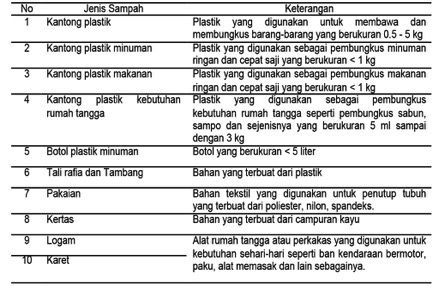 No Jenis Sampah Keterangan
1 Kantong plastik Plastik yang digunakan untuk membawa dan
membungkus barang-barang yang berukuran 0.5 - 5 kg
2 Kantong plastik minuman Plastik yang digunakan sebagai pembungkus minuman
ringan dan cepat saji yang berukuran < 1 kg
3 Kantong plastik makanan Plastik yang digunakan sebagai pembungkus makanan
ringan dan cepat saji yang berukuran < 1 kg
4 Kantong plastik kebutuhan Plastik yang digunakan sebagai pembungkus
rumah tangga kebutuhan rumah tangga seperti pembungkus sabun,
sampo dan sejenisnya yang berukuran 5 ml sampai
dengan 3 kg
5 Botol plastik minuman Botol yang berukuran < 5 liter
6 Tali rafia dan Tambang Bahan yang terbuat dari plastik
7 Pakaian Bahan tekstil yang digunakan untuk penutup tubuh
yang terbuat dari poliester, nilon, spandeks.
8 Kertas Bahan yang terbuat dari campuran kayu
9 Logam Alat rumah tangga atau perkakas yang digunakan untuk
kebutuhan sehari-hari seperti ban kendaraan bermotor,
10 Karet paku, alat memasak dan lain sebagainya.